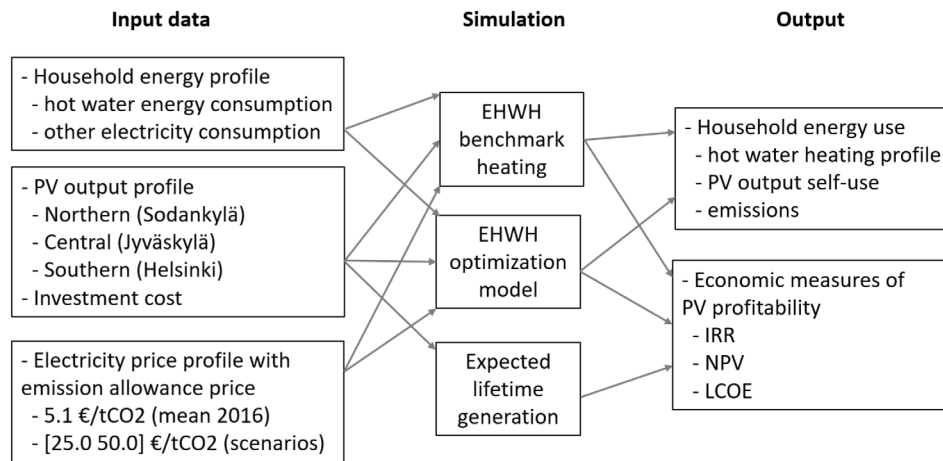 Input data
- Household energy profile
- hot water energy consumption
- other electricity consumption
- PV output profile
- Northern (Sodankylä)
- Central (Jyväskylä)
- Southern (Helsinki)
- Investment cost
- Electricity price profile with
emission allowance price
- 5.1 €/tCO2 (mean 2016)
- [25.0 50.0] €/tCO2 (scenarios)
Simulation
EHWH
benchmark
heating
EHWH
optimization
model
Expected
lifetime
generation
Output
- Household energy use
- hot water heating profile
- PV output self-use
- emissions
- Economic measures of
PV profitability
- IRR
- NPV
- LCOE